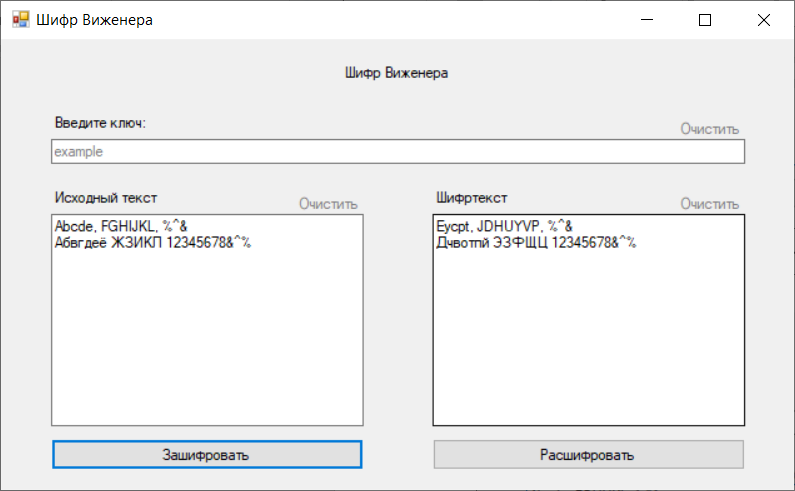 Шифр Виженера
Шифр Виженера
Введите ключ:
Очистить
example
Исходный текст
Очистить
Abcde, FGHIJKL, %^&
Абвгдеё ЖЗИКЛ 12345678&^%
Шифртекст
Очистить
Eycpt, JDHUYVP, %^&
Дчвотпй ЭЗФЩЦ 12345678&^%
Зашифровать
Расшифровать